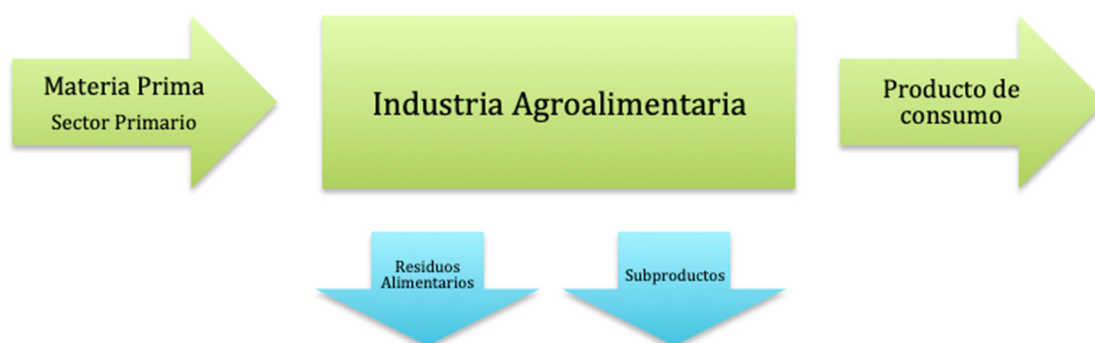 Materia Prima
Sector Primario
Industria Agroalimentaria
Producto de
consumo
Residuos
Alimentarios
Subproductos